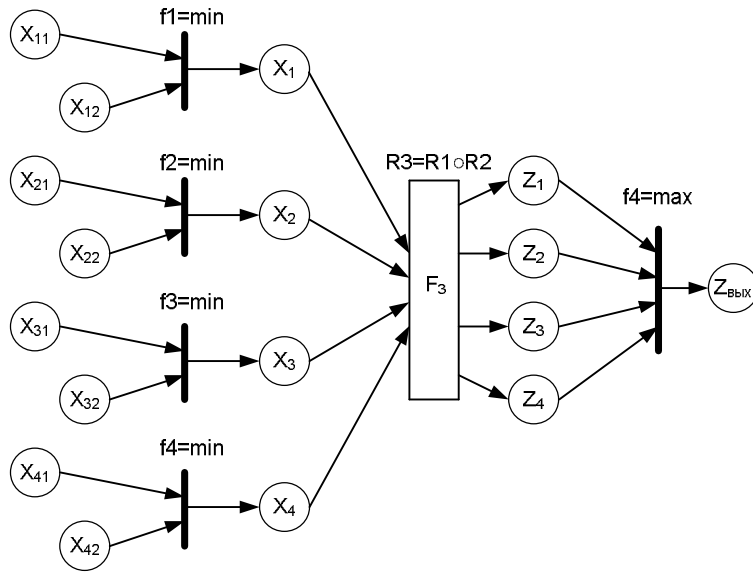 f1=min
X11
X1
X12
R3=R1○R2
f2=min
X21
Z1
f4=max
X2
X22
Z2
F3
Zвых
f3=min
X31
Z3
X3
X32
Z4
f4=min
X41
X4
X42